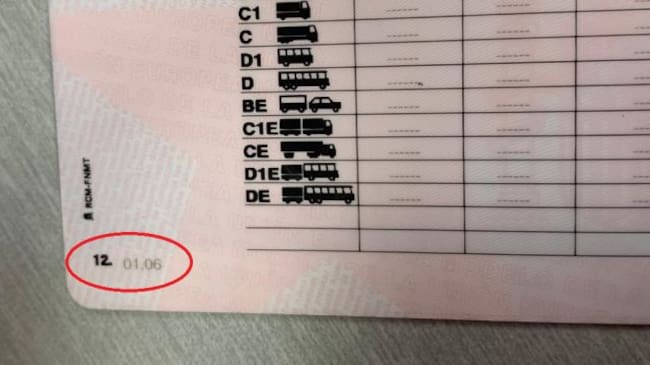 C1 ------ ------
C ------ ------
D1 ------ ------
D ------ ------
BE ------ ------
C1E ------ ------
CE ------ ------
D1E ------ ------
DE ------ ------
RCM-FNMT
12. 01.06